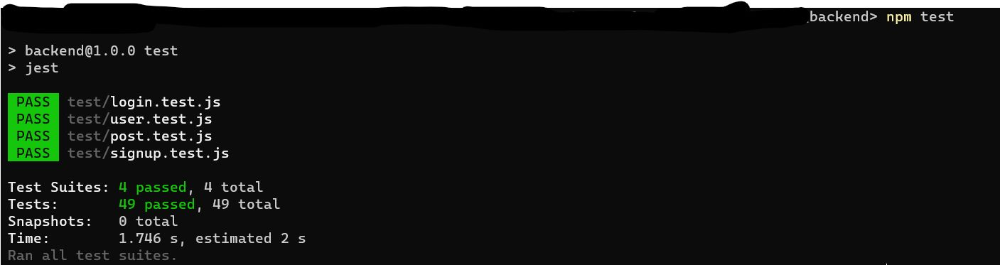 backend> npm test
> backend@1.0.0 test
> jest
PASS test/login.test.js
PASS test/user.test.js
PASS test/post.test.js
PASS test/signup.test.js
Test Suites: 4 passed, 4 total
Tests: 49 passed, 49 total
Snapshots: 0 total
Time: 1.746 s, estimated 2 s
Ran all test suites.